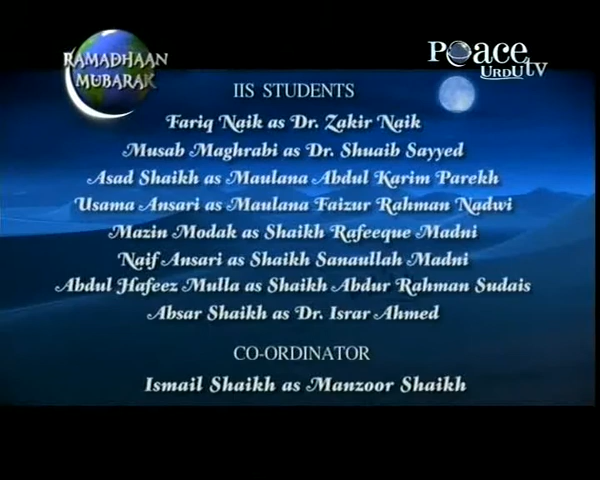 RAMADHAAN
MUBARAK
Peace
URDU tv
IIS STUDENTS
Fariq Naik as Dr. Zakir Naik
Musab Maghrabi as Dr. Shuaib Sayyed
Asad Shaikh as Maulana Abdul Karim Parekh
Usama Ansari as Maulana Faizur Rahman Nadwi
Mazin Modak as Shaikh Rafeeque Madni
Naif Ansari as Shaikh Sanaullah Madni
Abdul Hafeez Mulla as Shaikh Abdur Rahman Sudais
Absar Shaikh as Dr. Israr Ahmed
CO-ORDINATOR
Ismail Shaikh as Manzoor Shaikh